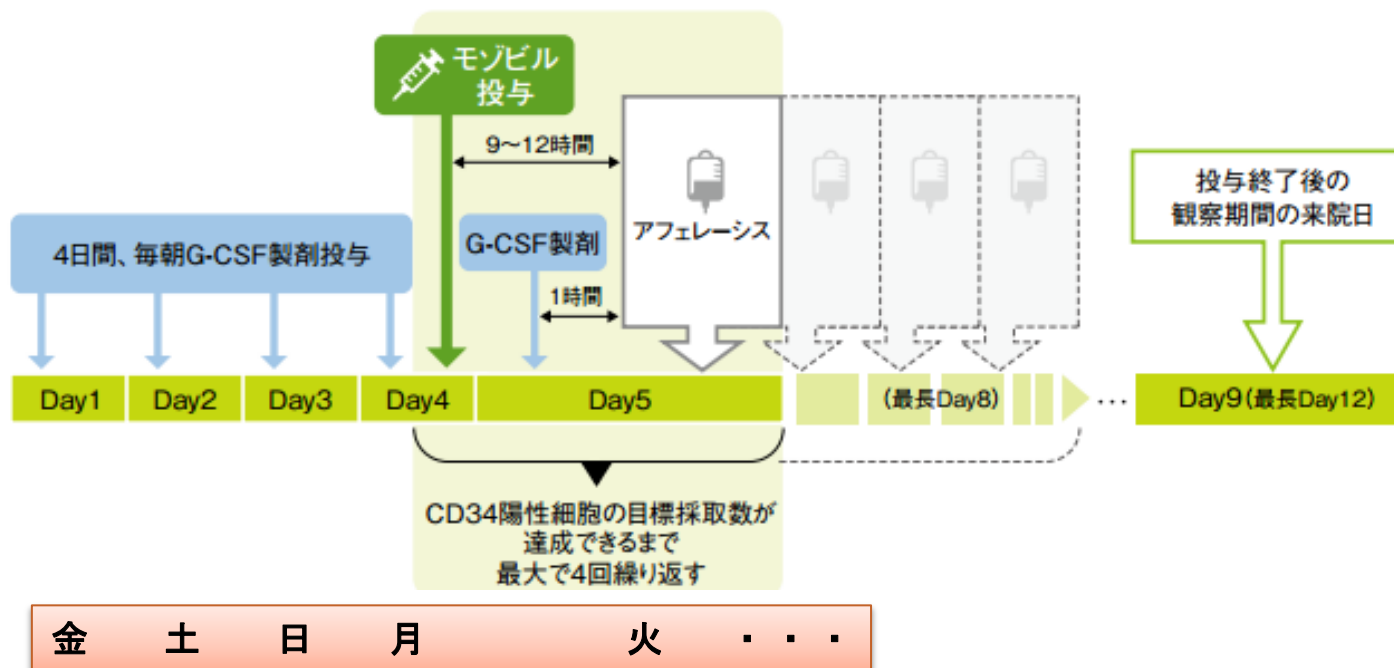 モゾビル
投与
9〜12時間
4日間、毎朝G-CSF製剤投与
G-CSF製剤
1時間
アフェレーシス
投与終了後の
観察期間の来院日
Day1 Day2 Day3 Day4 Day5 (最長Day8) ・・・ Day9(最長Day12)
CD34陽性細胞の目標採取数が
達成できるまで
最大で4回繰り返す
金 土 日 月 火 ・・・